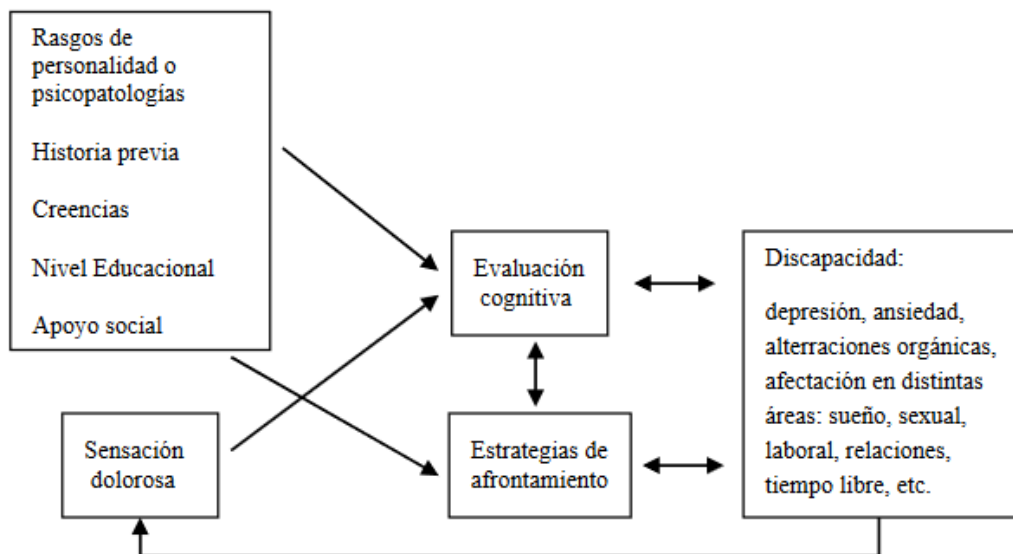 Rasgos de
personalidad o
psicopatologías
Historia previa
Creencias
Nivel Educacional
Apoyo social
Evaluación
cognitiva
Discapacidad:
depresión, ansiedad,
alterraciones orgánicas,
afectación en distintas
áreas: sueño, sexual,
laboral, relaciones,
tiempo libre, etc.
Sensación
dolorosa
Estrategias de
afrontamiento